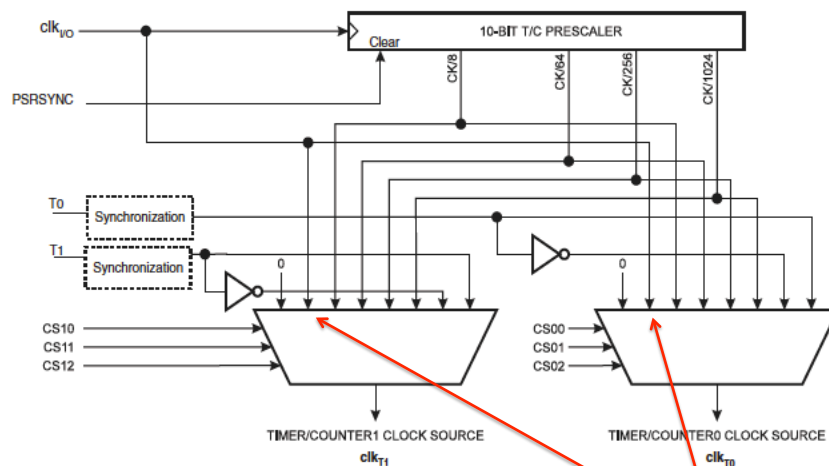 clkI/O
10-BIT T/C PRESCALER
Clear
PSRSYNC
CK/8
CK/64
CK/256
CK/1024
T0
Synchronization
T1
Synchronization
0
0
CS10
CS11
CS12
CS00
CS01
CS02
TIMER/COUNTER1 CLOCK SOURCE
clkT1
TIMER/COUNTER0 CLOCK SOURCE
clkT0